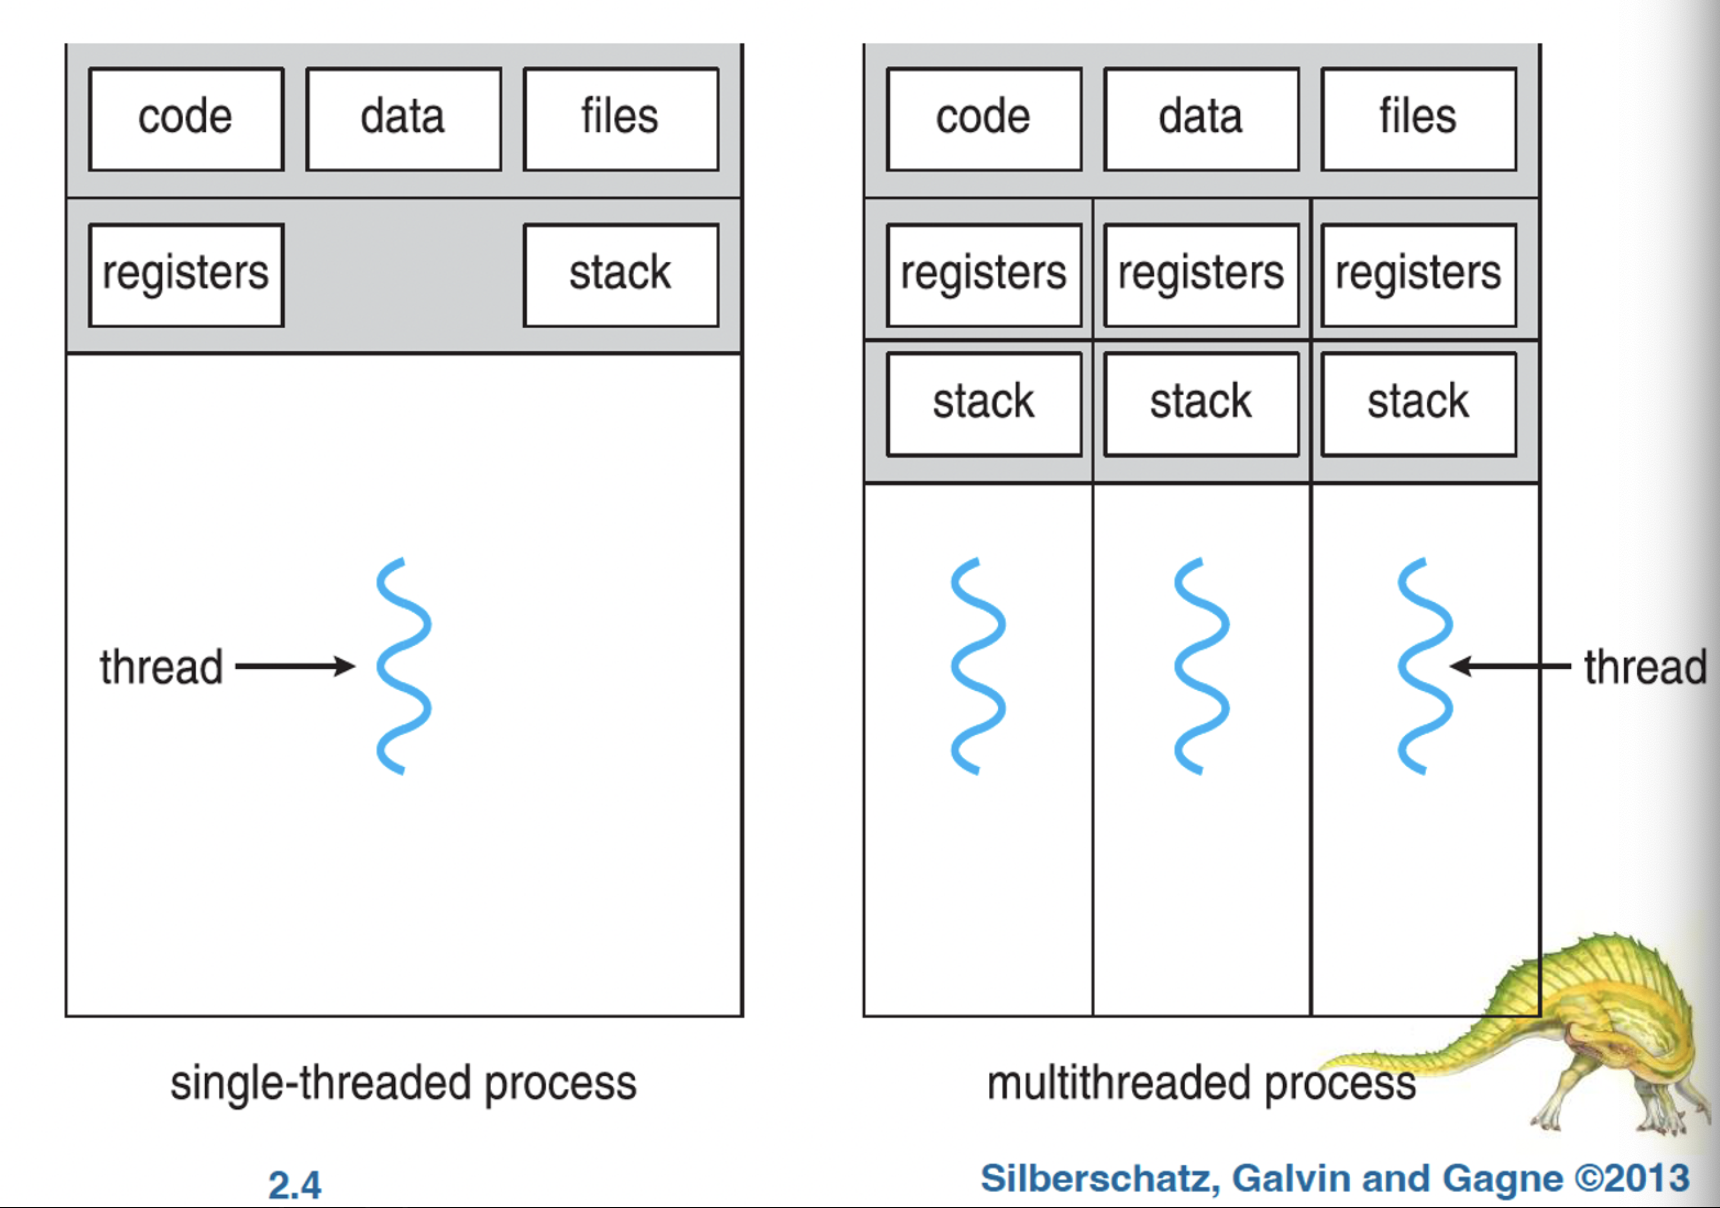 code data files code data files
registers stack registers registers registers
stack stack stack
thread thread
single-threaded process multithreaded process
2.4 Silberschatz, Galvin and Gagne ©2013